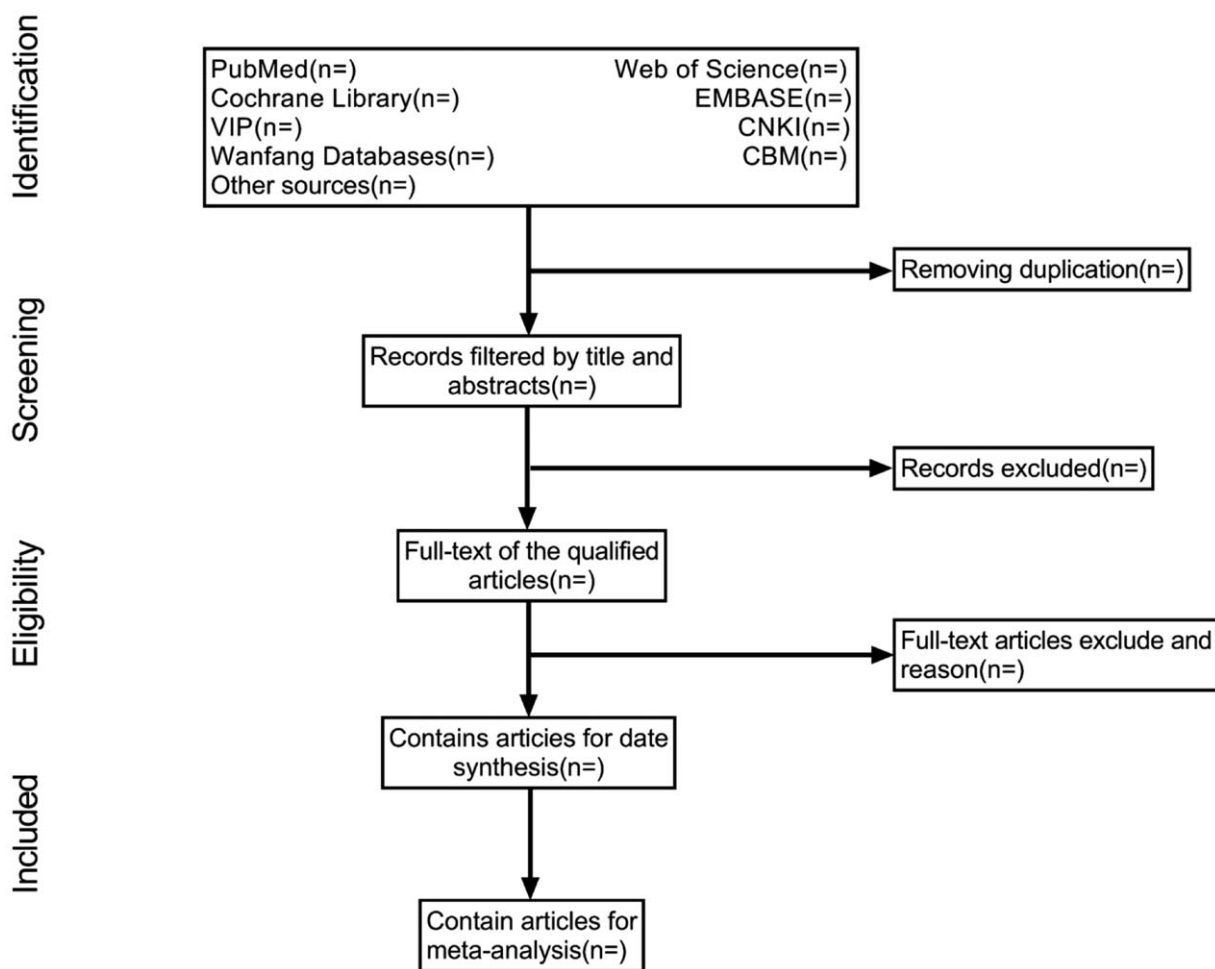 Identification
PubMed(n=)
Web of Science(n=)
Cochrane Library(n=)
EMBASE(n=)
VIP(n=)
CNKI(n=)
Wanfang Databases(n=)
CBM(n=)
Other sources(n=)
Removing duplication(n=)
Screening
Records filtered by title and
abstracts(n=)
Records excluded(n=)
Eligibility
Full-text of the qualified
articles(n=)
Full-text articles exclude and
reason(n=)
Included
Contains articies for date
synthesis(n=)
Contain articles for
meta-analysis(n=)